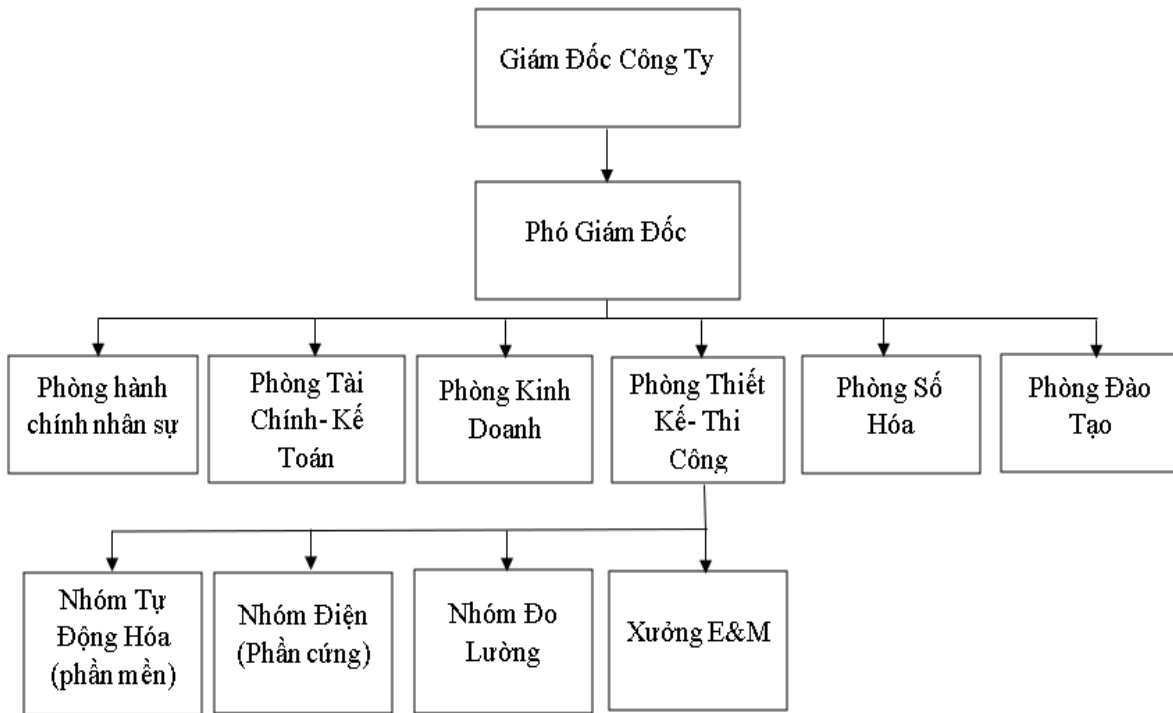 Giám Đốc Công Ty
Phó Giám Đốc
Phòng hành
chính nhân sự
Phòng Tài
Chính- Kế
Toán
Phòng Kinh
Doanh
Phòng Thiết
Kế- Thi
Công
Phòng Số
Hóa
Phòng Đào
Tạo
Nhóm Tự
Động Hóa
(phần mền)
Nhóm Điện
(Phần cứng)
Nhóm Đo
Lường
Xưởng E&M